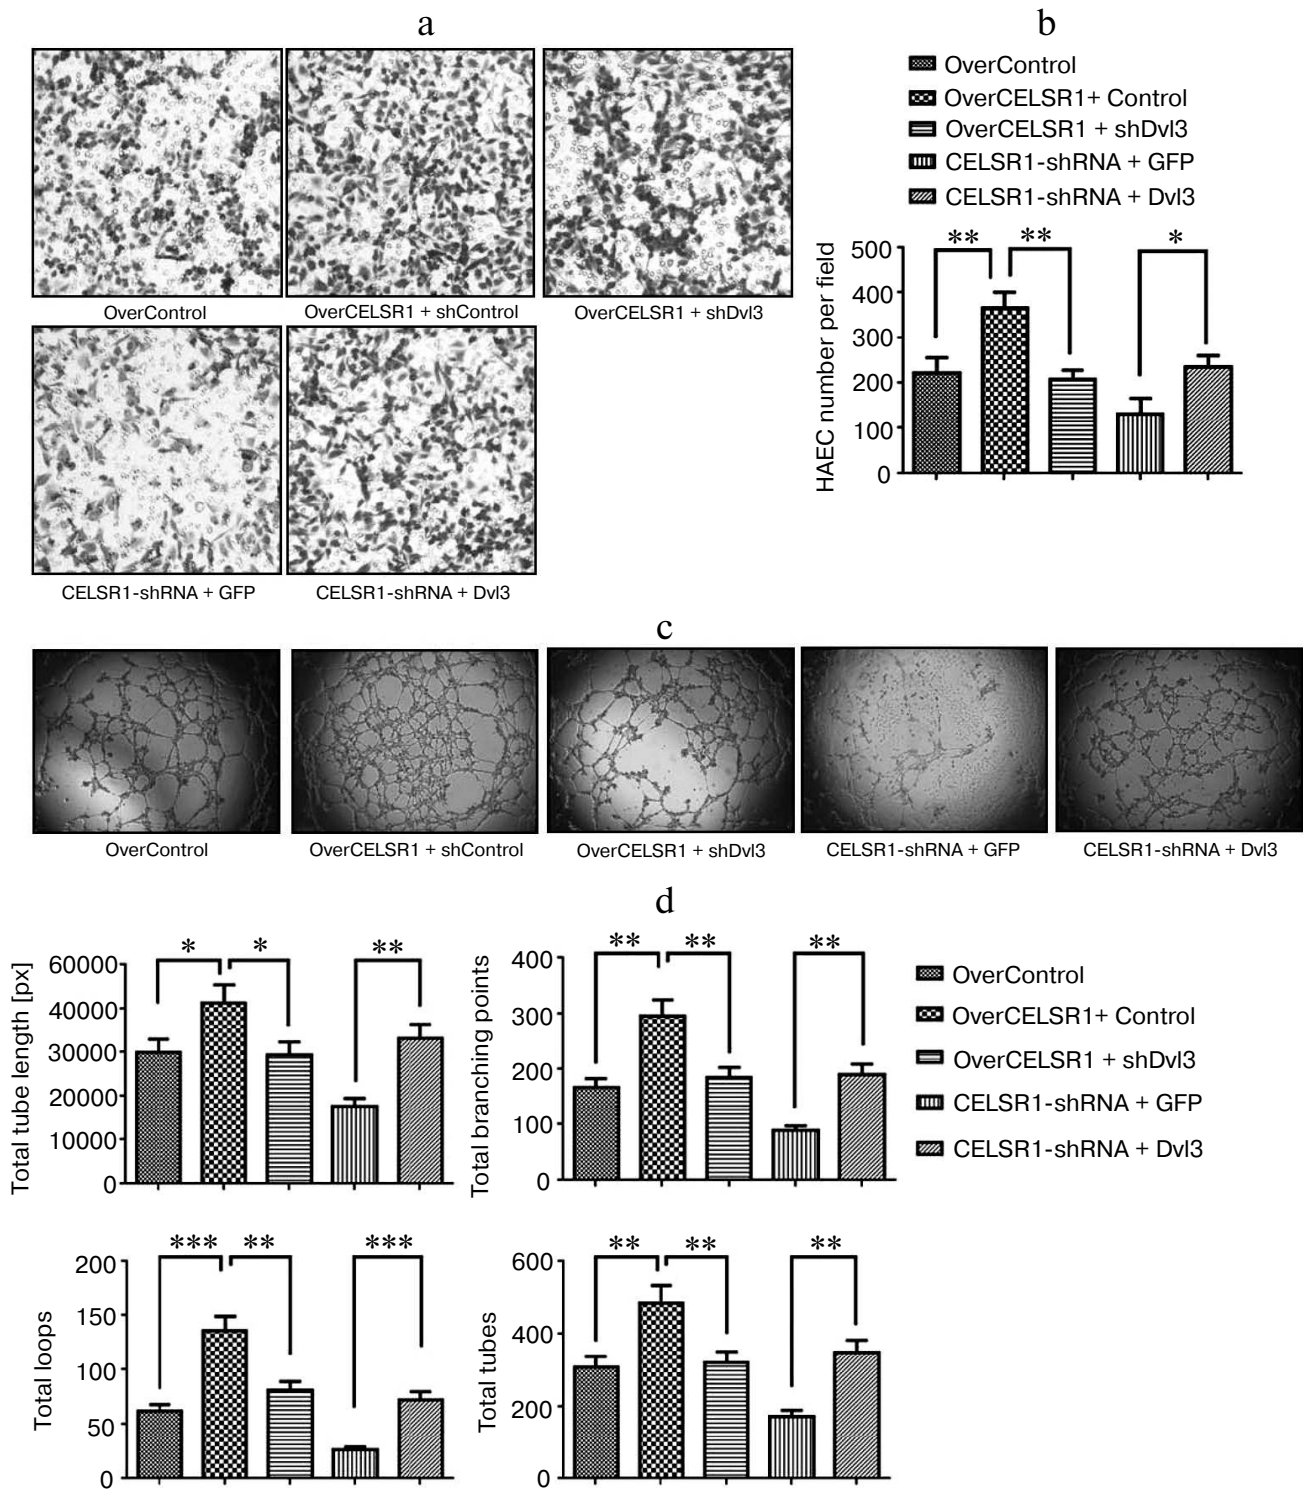 a
OverControl
OverCELSR1 + shControl
OverCELSR1 + shDvl3
CELSR1-shRNA + GFP
CELSR1-shRNA + Dvl3
b
OverControl
OverCELSR1+ Control
OverCELSR1 + shDvl3
CELSR1-shRNA + GFP
CELSR1-shRNA + Dvl3
** ** *
HAEC number per field
500
400
300
200
100
0
c
OverControl
OverCELSR1 + shControl
OverCELSR1 + shDvl3
CELSR1-shRNA + GFP
CELSR1-shRNA + Dvl3
d
* * **
Total tube length [px]
60000
40000
30000
20000
10000
0
** ** **
Total branching points
400
300
200
100
0
OverControl
OverCELSR1+ Control
OverCELSR1 + shDvl3
CELSR1-shRNA + GFP
CELSR1-shRNA + Dvl3
*** ** ***
Total loops
200
150
100
50
0
** ** **
Total tubes
600
400
200
0